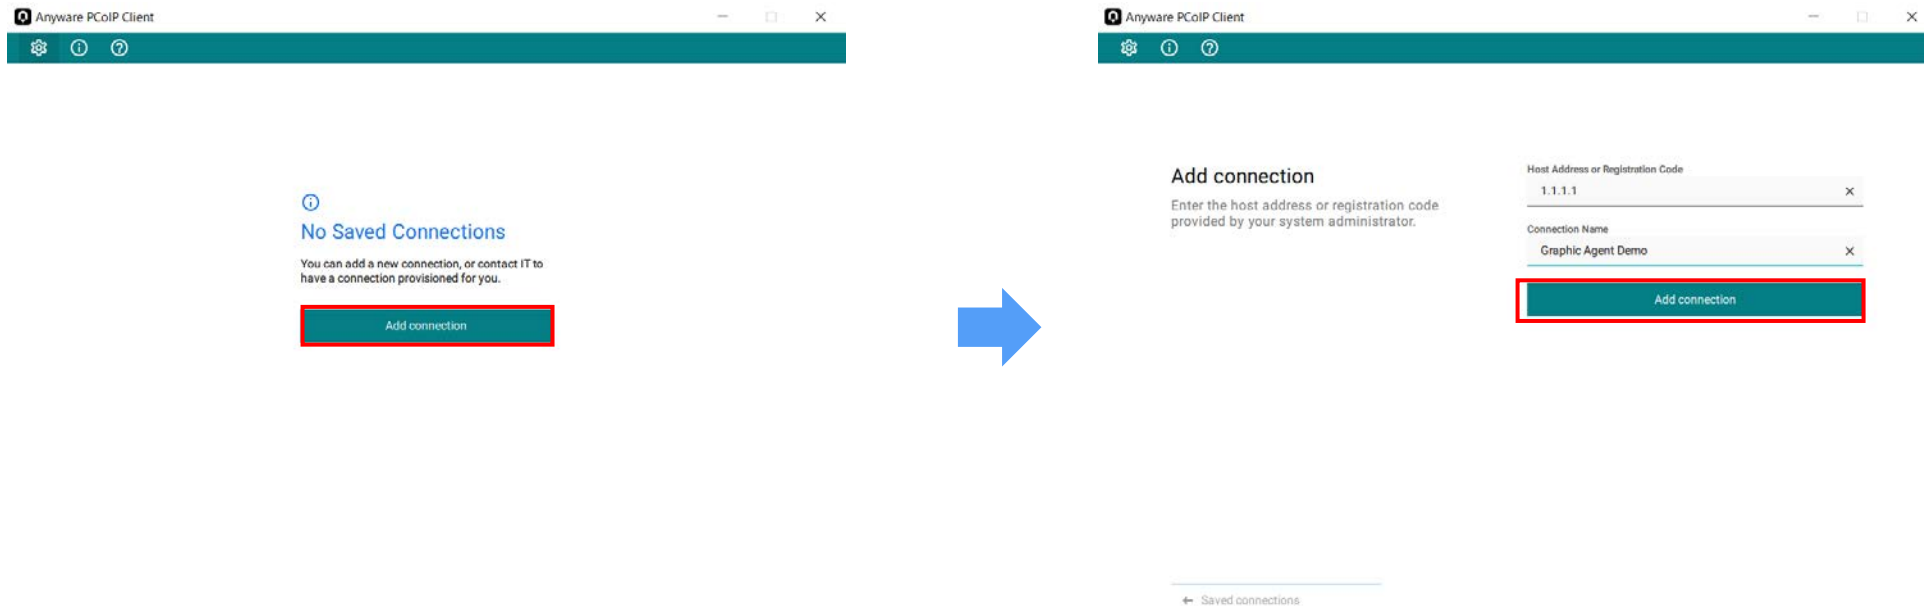 Anyware PCoIP Client
No Saved Connections
You can add a new connection, or contact IT to
have a connection provisioned for you.
Add connection
Anyware PCoIP Client
Add connection
Enter the host address or registration code
provided by your system administrator.
Host Address or Registration Code
1.1.1.1
Connection Name
Graphic Agent Demo
Add connection
Saved connections